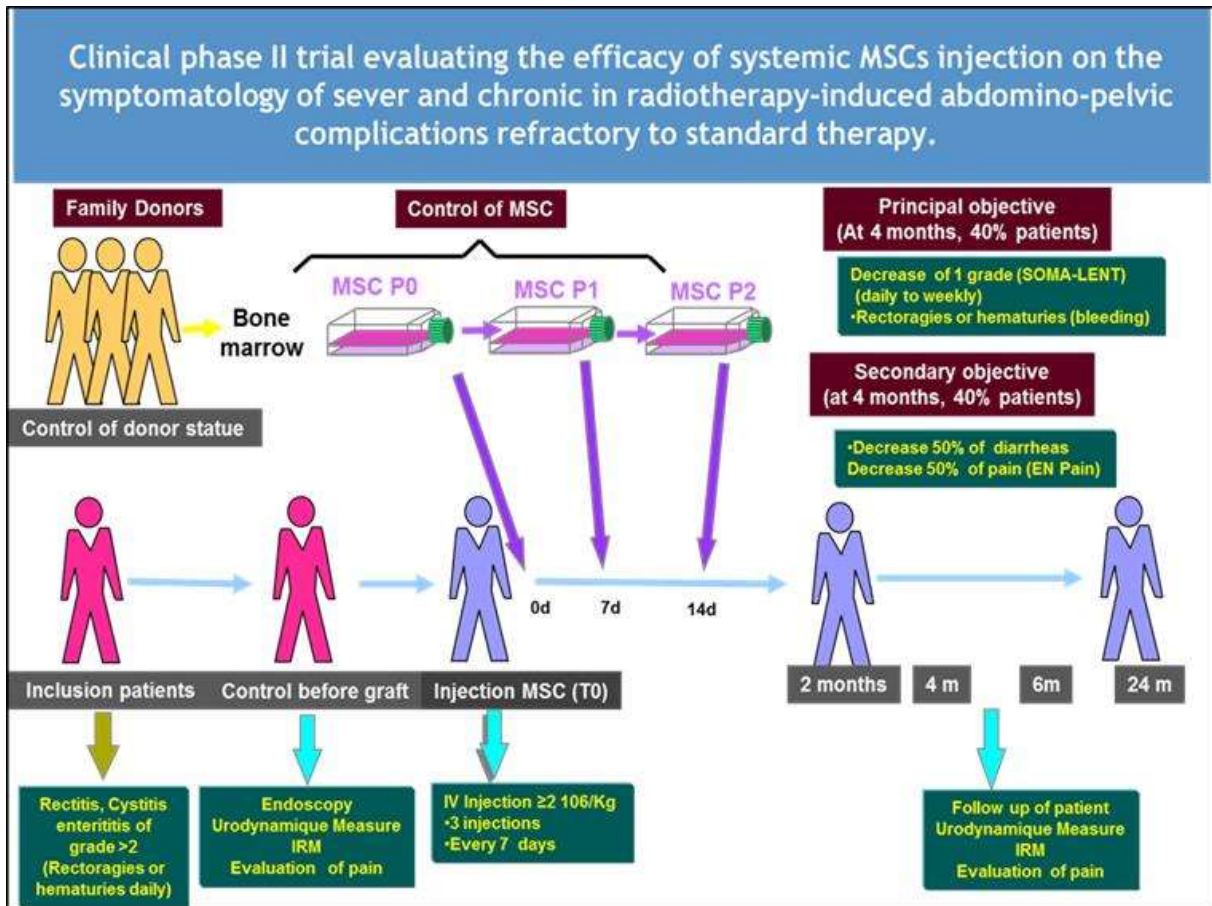 Clinical phase II trial evaluating the efficacy of systemic MSCs injection on the
symptomatology of sever and chronic in radiotherapy-induced abdomino-pelvic
complications refractory to standard therapy.
Family Donors
Control of MSC
Principal objective
(At 4 months, 40% patients)
MSC P0
MSC P1
MSC P2
Decrease of 1 grade (SOMA-LENT)
(daily to weekly)
•Rectoragies or hematuries (bleeding)
Bone
marrow
Secondary objective
(at 4 months, 40% patients)
Control of donor statue
•Decrease 50% of diarrheas
Decrease 50% of pain (EN Pain)
0d
7d
14d
Inclusion patients
Control before graft
Injection MSC (T0)
2 months
4 m
6m
24 m
Rectitis, Cystitis
enterititis of
grade >2
(Rectoragies or
hematuries daily)
Endoscopy
Urodynamique Measure
IRM
Evaluation of pain
IV Injection ≥2 106/Kg
•3 injections
•Every 7 days
Follow up of patient
Urodynamique Measure
IRM
Evaluation of pain